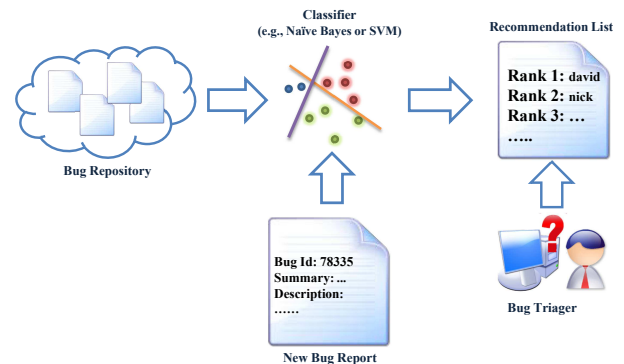 Classifier
(e.g., Naïve Bayes or SVM)
Recommendation List
Rank 1: david
Rank 2: nick
Rank 3: …
…..
Bug Repository
Bug Id: 78335
Summary: ...
Description:
……
?
Bug Triager
New Bug Report